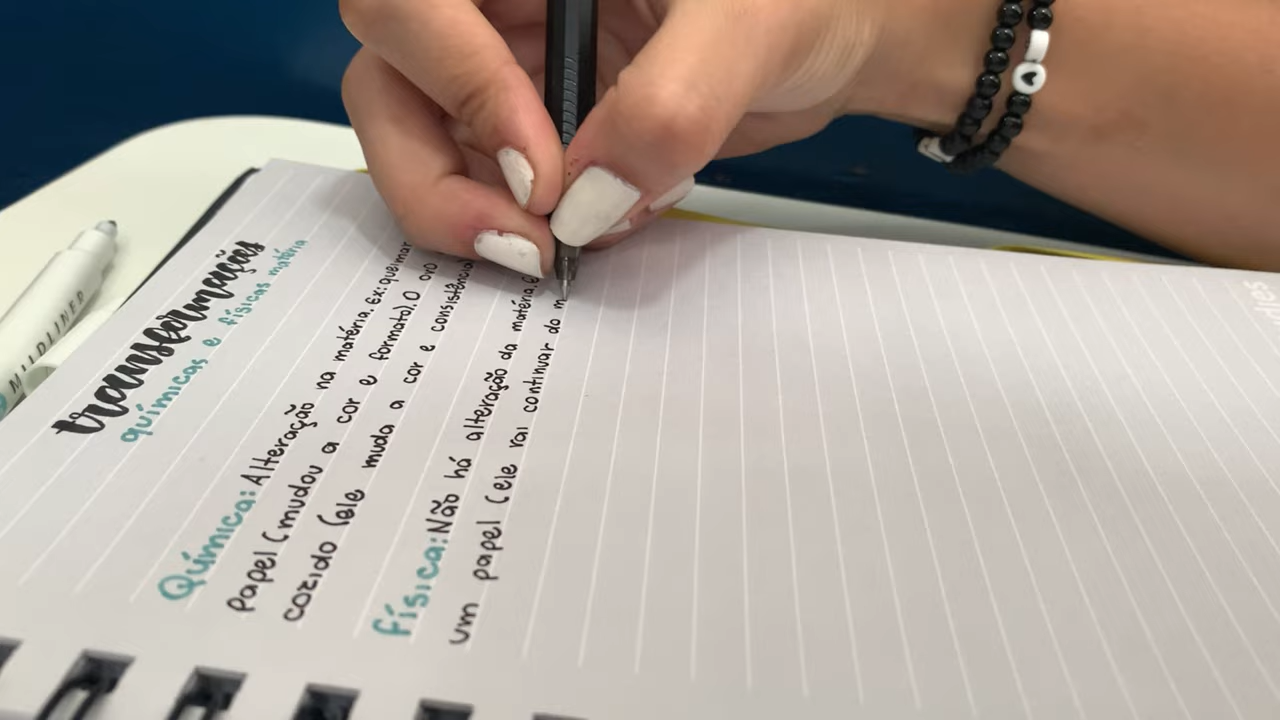 transformações
químicas e físicas matéria
Química: Alteração na matéria. Ex: queimar
papel (mudou a cor e formato). O ovo
cozido (ele muda a cor e consistência)
física: Não há alteração da matéria.
um papel (ele vai continuar do m
MILDLINER